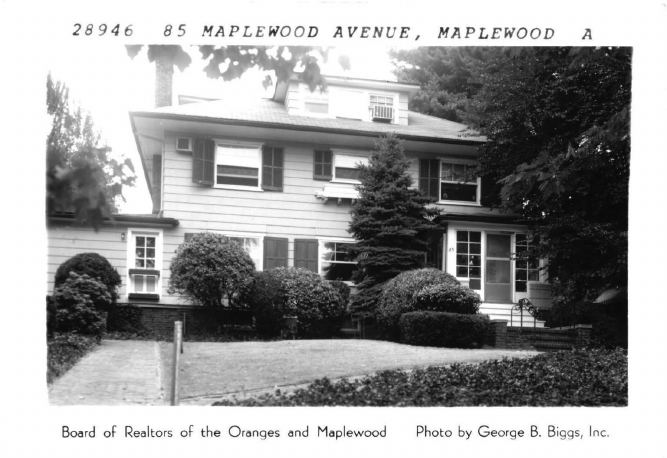 28946 85 MAPLEWOOD AVENUE, MAPLEWOOD A
Board of Realtors of the Oranges and Maplewood Photo by George B. Biggs, Inc.